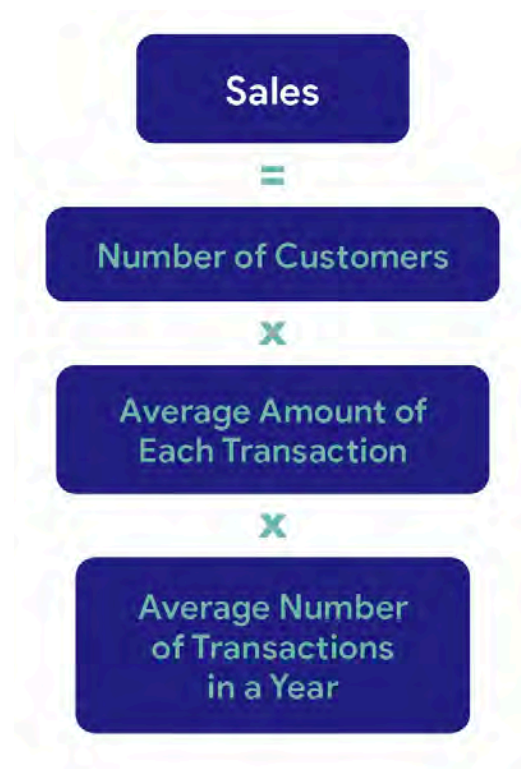 Sales
=
Number of Customers
x
Average Amount of
Each Transaction
x
Average Number
of Transactions
in a Year